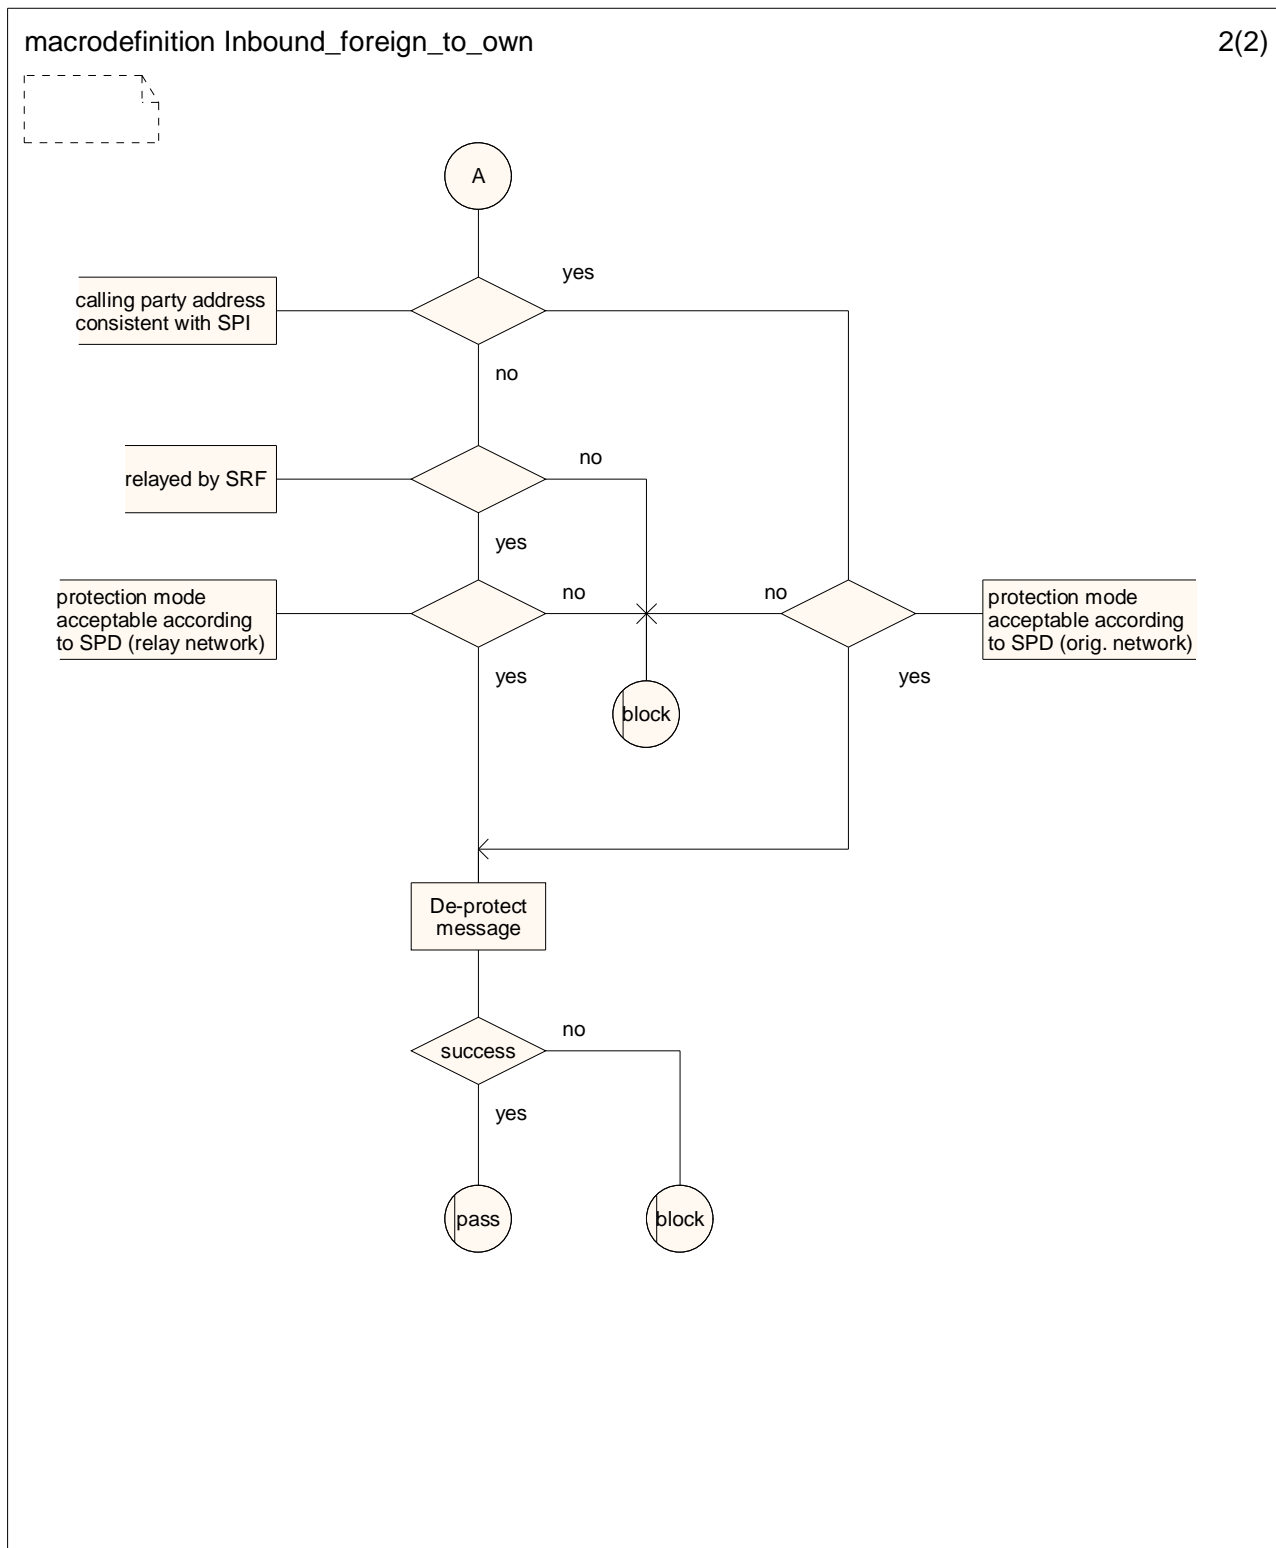 macrodefinition Inbound_foreign_to_own
2(2)
A
yes
calling party address
consistent with SPI
no
relayed by SRF
no
yes
protection mode
acceptable according
to SPD (relay network)
no
no
protection mode
acceptable according
to SPD (orig. network)
yes
yes
block
De-protect
message
success
no
yes
pass
block